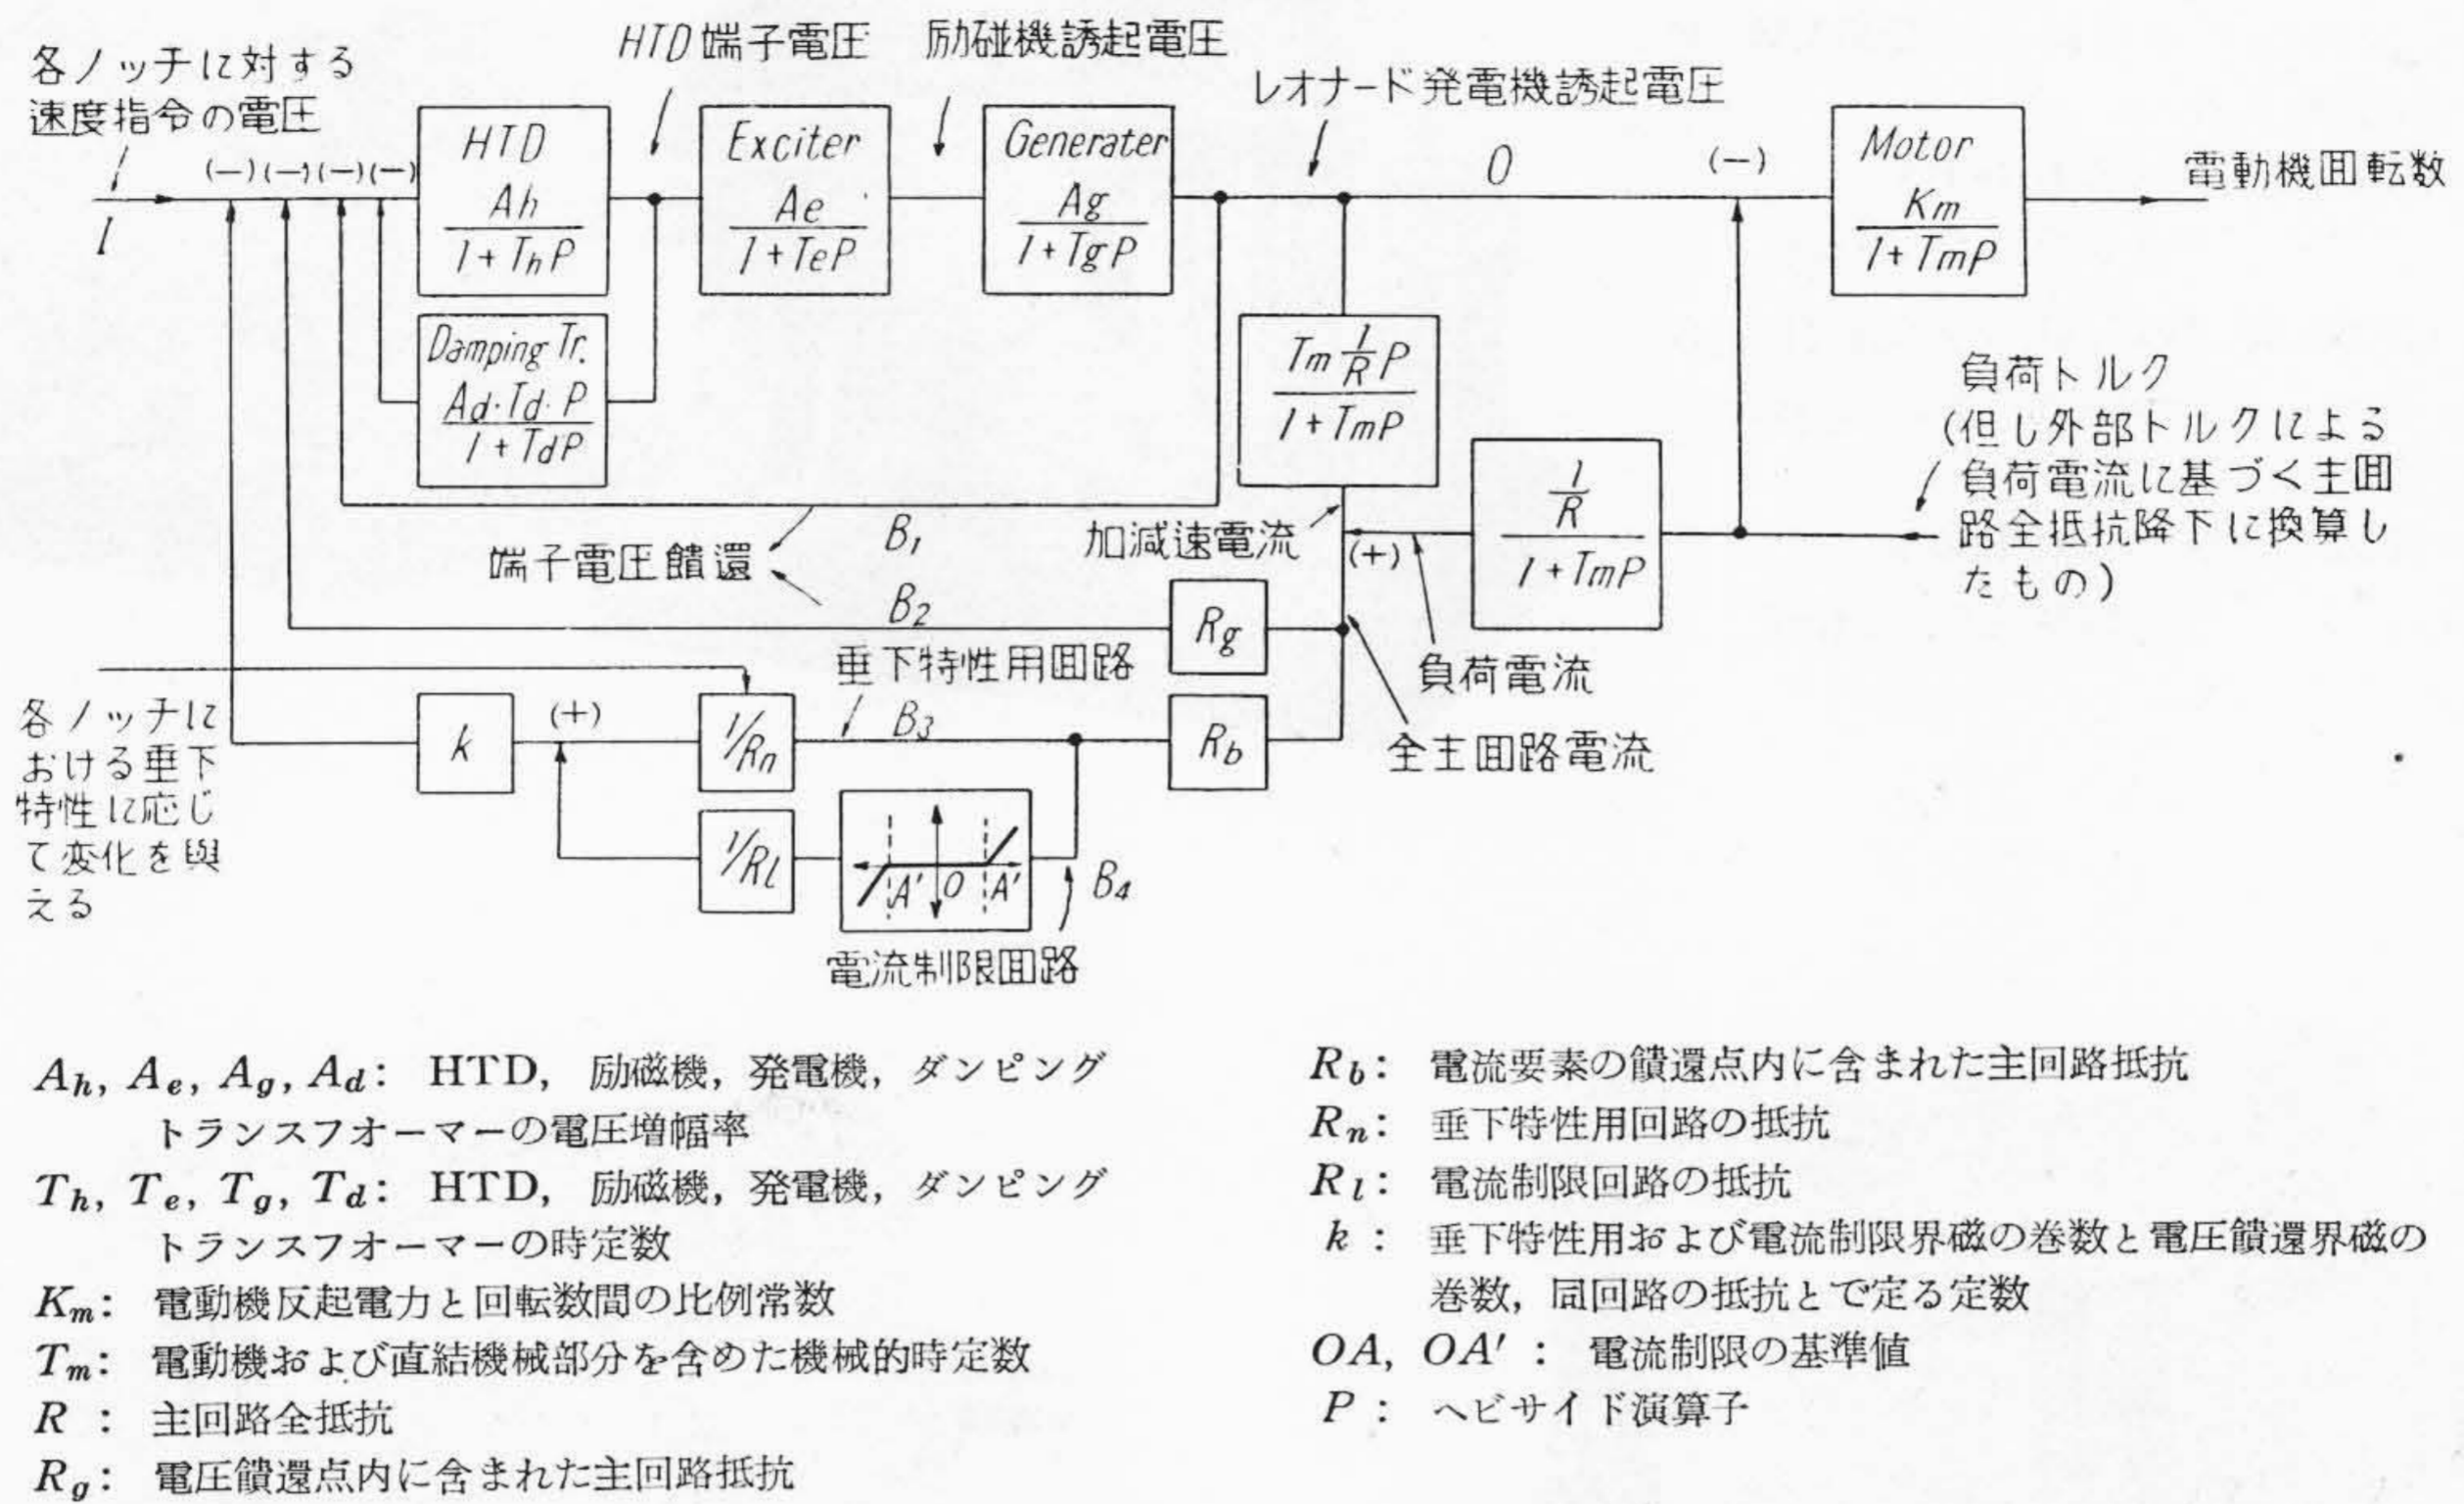 HTD端子電圧
励磁機誘起電圧
各ノッチに対する
速度指令の電圧
レオナード発電機誘起電圧
(−)(−)(−)(−)
I
HTD
Ah
1+ThP
Exciter
Ae
1+TeP
Generater
Ag
1+TgP
O
(−)
Motor
Km
1+TmP
電動機回転数
Damping Tr.
Ad・Td・P
1+TdP
Tm 1/R P
1+TmP
1/R
1+TmP
負荷トルク
(但し外部トルクによる
負荷電流に基づく主回
路全抵抗降下に換算し
たもの)
加減速電流
(+)
B₁
端子電圧饋還
B₂
Rg
垂下特性用回路
負荷電流
全主回路電流
各ノッチに
おける垂下
特性に応じ
て変化を與
える
k
(+)
1/Rn
B₃
Rb
1/Rl
A' O A'
B₄
電流制限回路
Ah, Ae, Ag, Ad: HTD, 励磁機, 発電機, ダンピング
トランスフオーマーの電圧増幅率
Th, Te, Tg, Td: HTD, 励磁機, 発電機, ダンピング
トランスフオーマーの時定数
Km: 電動機反起電力と回転数間の比例常数
Tm: 電動機および直結機械部分を含めた機械的時定数
R : 主回路全抵抗
Rg: 電圧饋還点内に含まれた主回路抵抗
Rb: 電流要素の饋還点内に含まれた主回路抵抗
Rn: 垂下特性用回路の抵抗
Rl: 電流制限回路の抵抗
k : 垂下特性用および電流制限界磁の巻数と電圧饋還界磁の
巻数, 同回路の抵抗とで定る定数
OA, OA' : 電流制限の基準値
P : ヘビサイド演算子